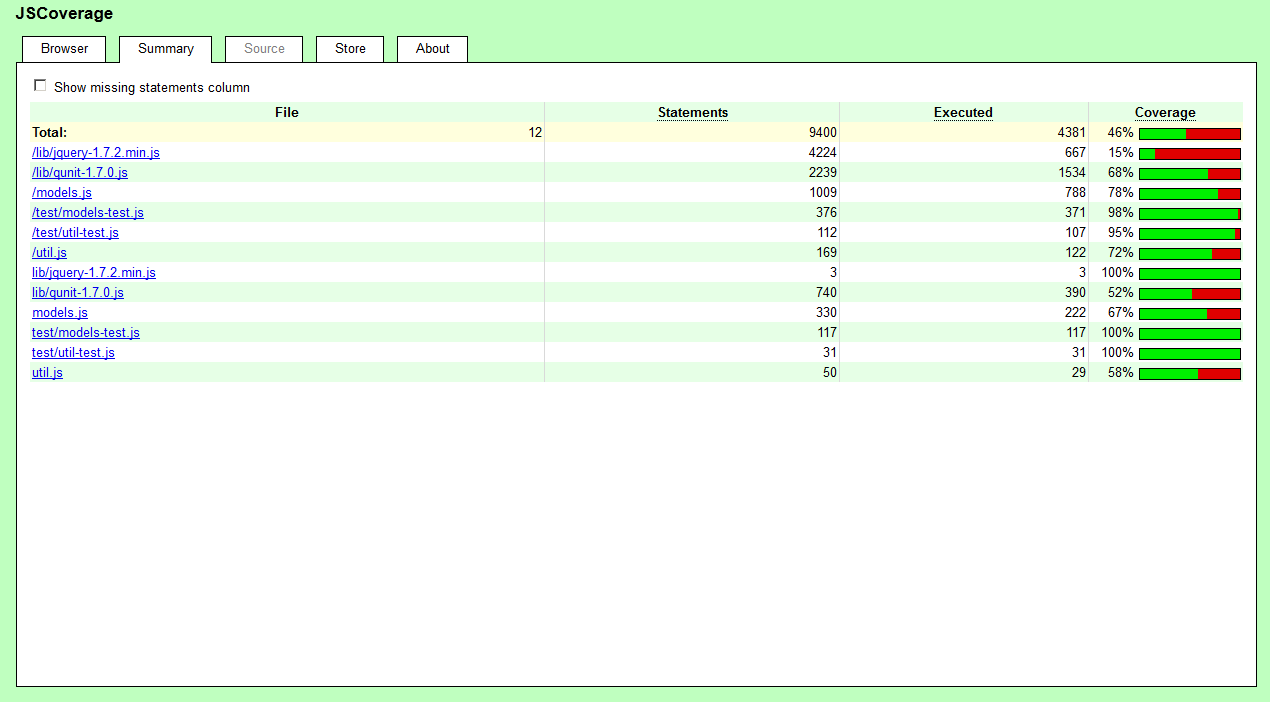 JSCoverage
Browser Summary Source Store About
Show missing statements column
File Statements Executed Coverage
Total: 12 9400 4381 46%
/lib/jquery-1.7.2.min.js 4224 667 15%
/lib/qunit-1.7.0.js 2239 1534 68%
/models.js 1009 788 78%
/test/models-test.js 376 371 98%
/test/util-test.js 112 107 95%
/util.js 169 122 72%
lib/jquery-1.7.2.min.js 3 3 100%
lib/qunit-1.7.0.js 740 390 52%
models.js 330 222 67%
test/models-test.js 117 117 100%
test/util-test.js 31 31 100%
util.js 50 29 58%